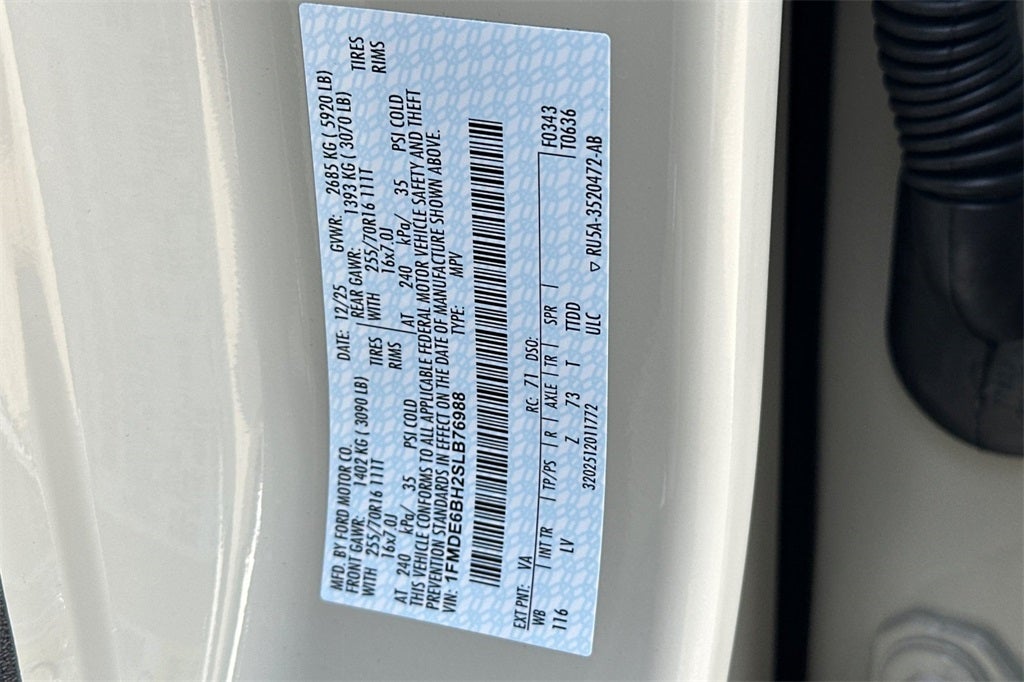 MFD. BY FORD MOTOR CO. DATE: 12/25 GVWR: 2685 KG ( 5920 LB)
FRONT GAWR: 1402 KG ( 3090 LB) REAR GAWR: 1393 KG ( 3070 LB)
WITH 255/70R16 111T TIRES WITH 255/70R16 111T TIRES
16x7.0J RIMS 16x7.0J RIMS
AT 240 kPa/ 35 PSI COLD AT 240 kPa/ 35 PSI COLD
THIS VEHICLE CONFORMS TO ALL APPLICABLE FEDERAL MOTOR VEHICLE SAFETY AND THEFT
PREVENTION STANDARDS IN EFFECT ON THE DATE OF MANUFACTURE SHOWN ABOVE.
VIN: 1FMDE6BH2SLB76988 TYPE: MPV
EXT PNT: VA RC: 71 DSO: F0343
WB INT TR TP/PS R AXLE TR SPR T0636
116 LV Z 73 T TTDD
3202512011772 ULC RU5A-3520472-AB